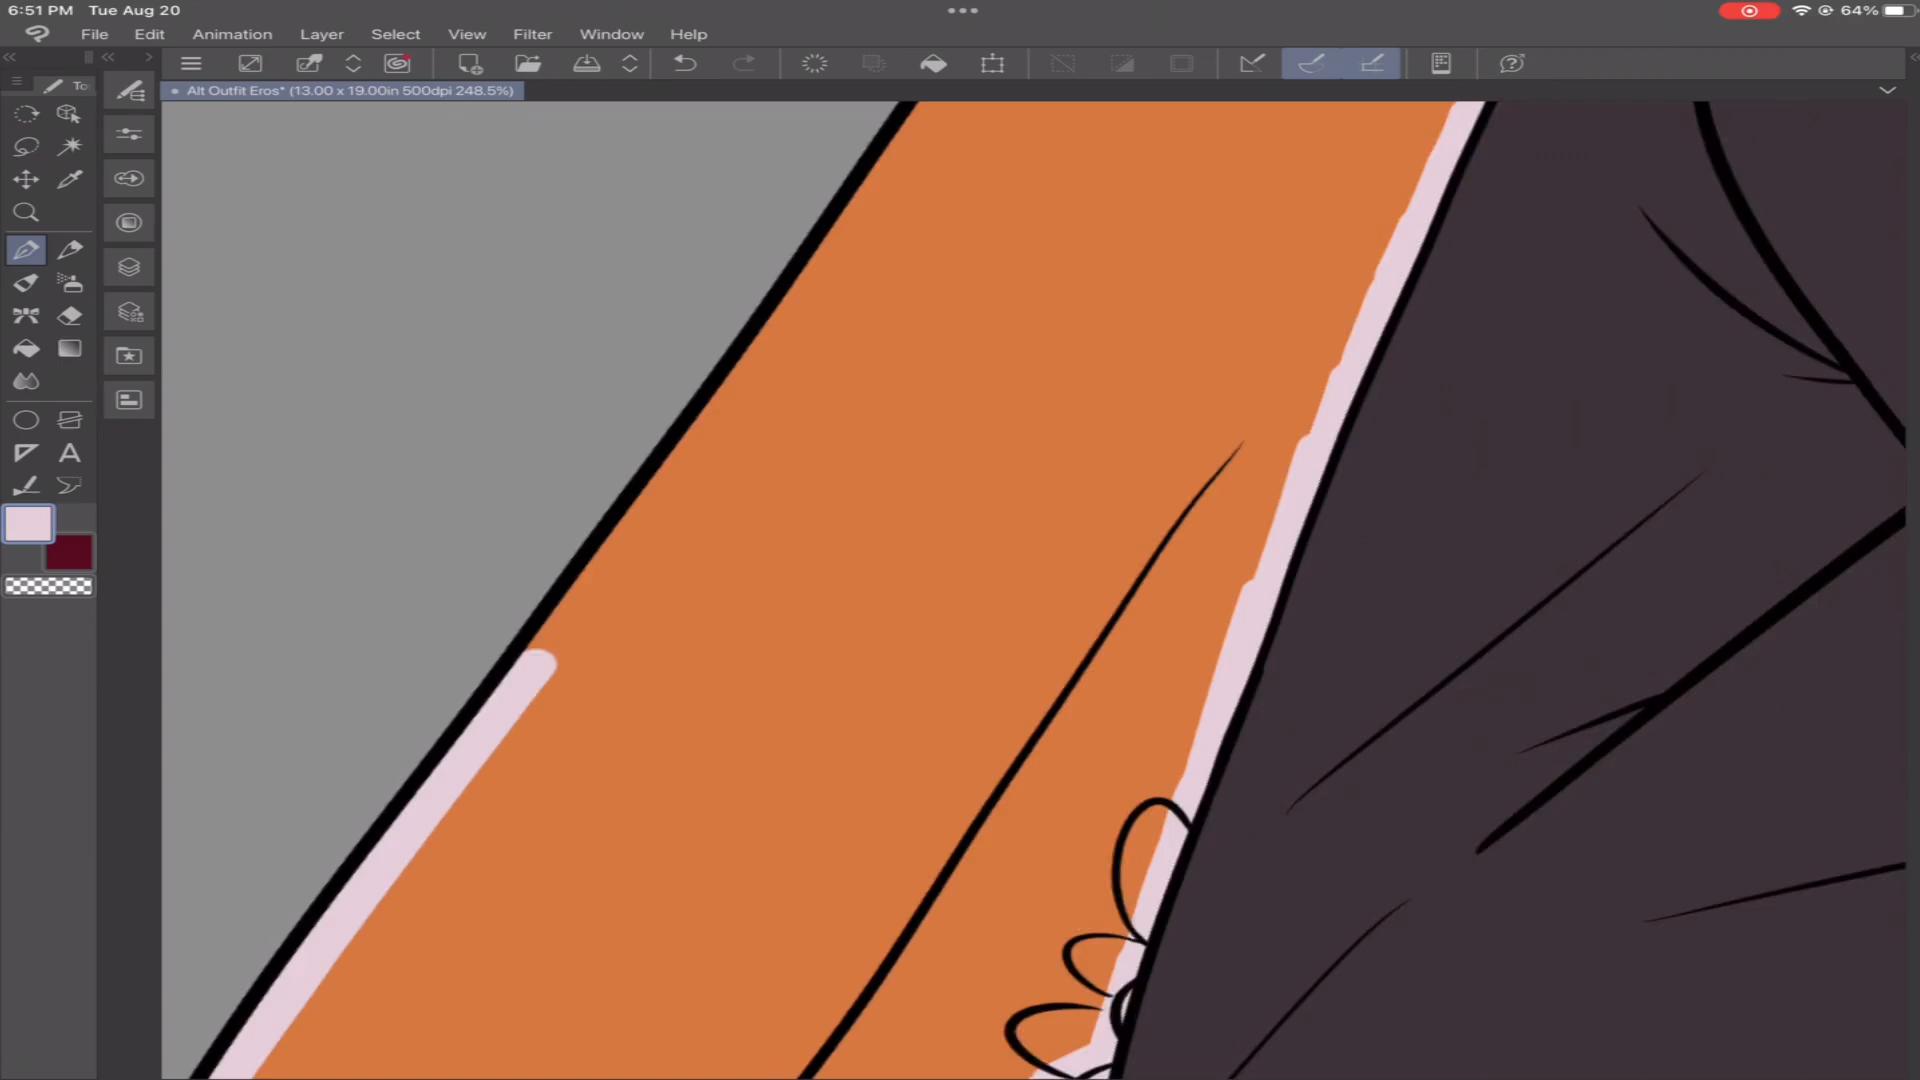 6:51 PM Tue Aug 20
64%
File Edit Animation Layer Select View Filter Window Help
To
Alt Outfit Eros* (13.00 x 19.00in 500dpi 248.5%)
A